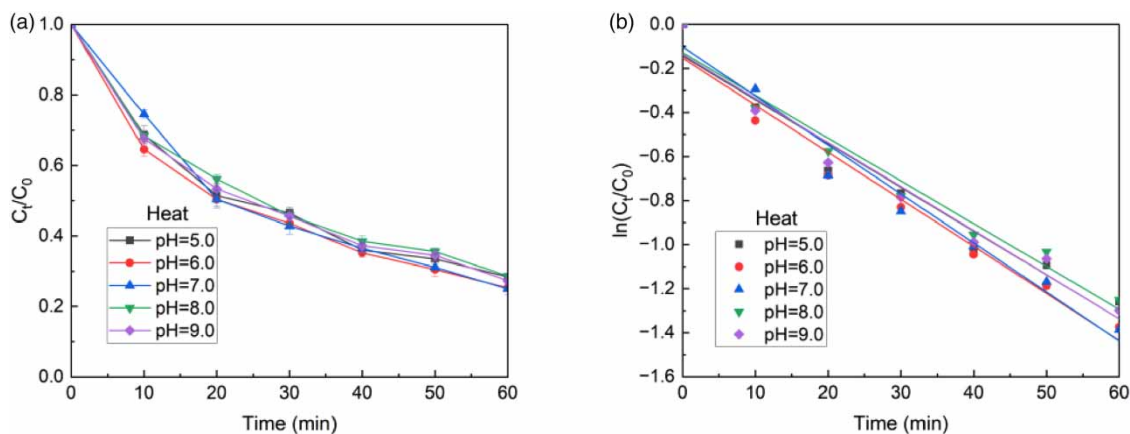 (a)
1.0
0.8
0.6
0.4
0.2
0.0
Cₜ/C₀
Heat
pH=5.0
pH=6.0
pH=7.0
pH=8.0
pH=9.0
0 10 20 30 40 50 60
Time (min)
(b)
0.0
-0.2
-0.4
-0.6
-0.8
-1.0
-1.2
-1.4
-1.6
ln(Cₜ/C₀)
Heat
pH=5.0
pH=6.0
pH=7.0
pH=8.0
pH=9.0
0 10 20 30 40 50 60
Time (min)